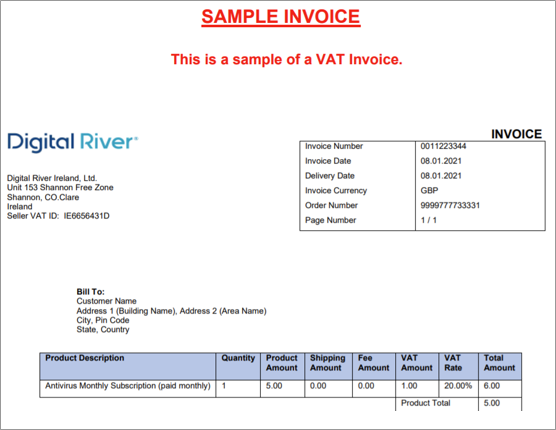 SAMPLE INVOICE
This is a sample of a VAT Invoice.
Digital River
INVOICE
Invoice Number 0011223344
Invoice Date 08.01.2021
Delivery Date 08.01.2021
Invoice Currency GBP
Order Number 9999777733331
Page Number 1 / 1
Digital River Ireland, Ltd.
Unit 153 Shannon Free Zone
Shannon, CO.Clare
Ireland
Seller VAT ID: IE6656431D
Bill To:
Customer Name
Address 1 (Building Name), Address 2 (Area Name)
City, Pin Code
State, Country
Product Description Quantity Product Amount Shipping Amount Fee Amount VAT Amount VAT Rate Total Amount
Antivirus Monthly Subscription (paid monthly) 1 5.00 0.00 0.00 1.00 20.00% 6.00
Product Total 5.00